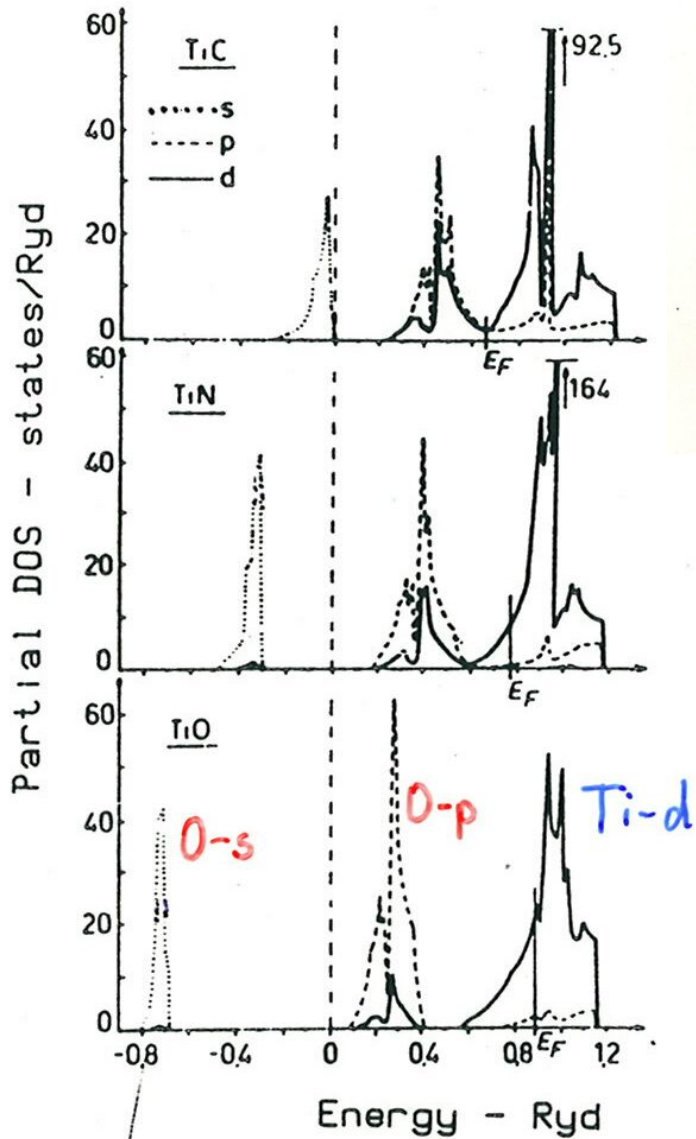 Partial DOS - states/Ryd
60
TiC
s
p
d
92.5
40
20
0
E_F
60
TiN
164
40
20
0
E_F
60
TiO
O-s
O-p
Ti-d
40
20
0
-0.8 -0.4 0 0.4 0.8 E_F 1.2
Energy - Ryd